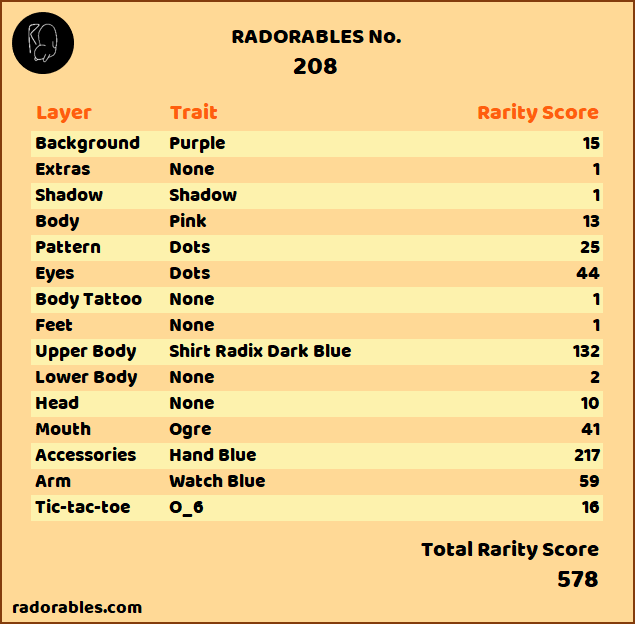 RADORABLES No.
208
Layer Trait Rarity Score
Background Purple 15
Extras None 1
Shadow Shadow 1
Body Pink 13
Pattern Dots 25
Eyes Dots 44
Body Tattoo None 1
Feet None 1
Upper Body Shirt Radix Dark Blue 132
Lower Body None 2
Head None 10
Mouth Ogre 41
Accessories Hand Blue 217
Arm Watch Blue 59
Tic-tac-toe O_6 16
Total Rarity Score
578
radorables.com